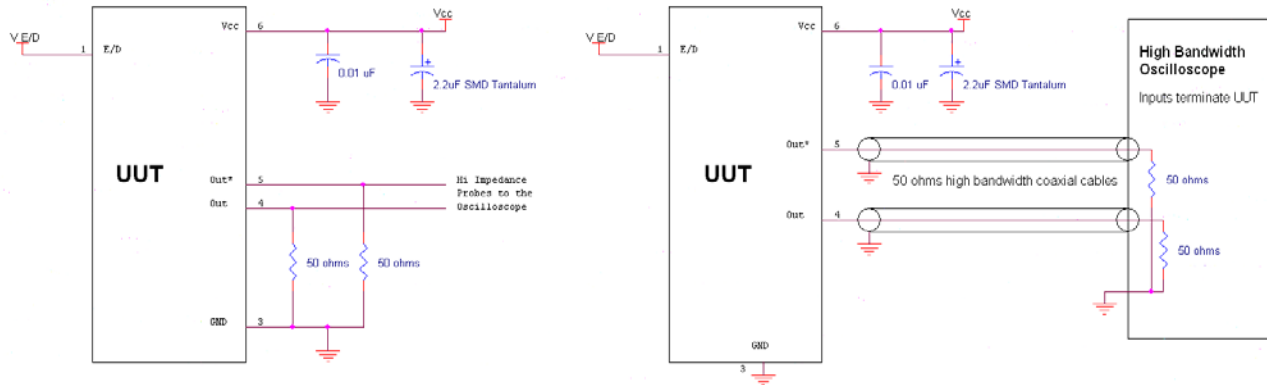 Vcc
Vcc
6
V E/D
1
E/D
0.01 uF
2.2uF SMD Tantalum
UUT
Out*
5
Hi Impedance
Probes to the
Oscilloscope
Out
4
50 ohms
50 ohms
GND
3
Vcc
Vcc
6
V E/D
1
E/D
0.01 uF
2.2uF SMD Tantalum
High Bandwidth
Oscilloscope
Inputs terminate UUT
UUT
Out*
5
50 ohms high bandwidth coaxial cables
50 ohms
Out
4
50 ohms
GND
3